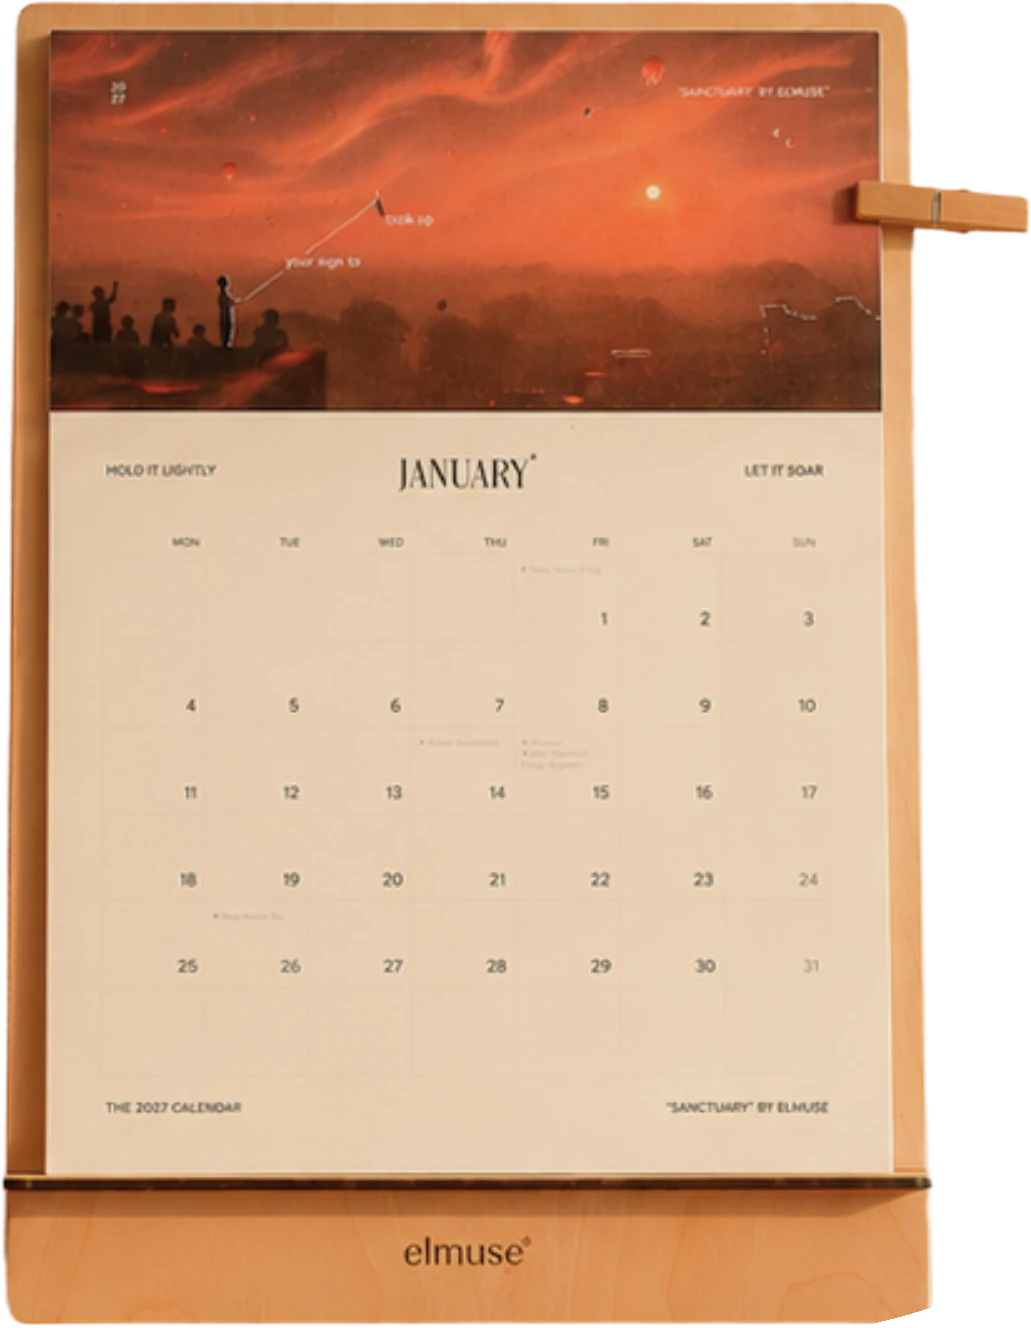 20
27
"SANCTUARY" BY ELMUSE"
look up
your sign to
HOLD IT LIGHTLY
JANUARY*
LET IT SOAR
MON TUE WED THU FRI SAT SUN
1 2 3
4 5 6 7 8 9 10
11 12 13 14 15 16 17
18 19 20 21 22 23 24
25 26 27 28 29 30 31
THE 2027 CALENDAR
"SANCTUARY" BY ELMUSE
elmuse®